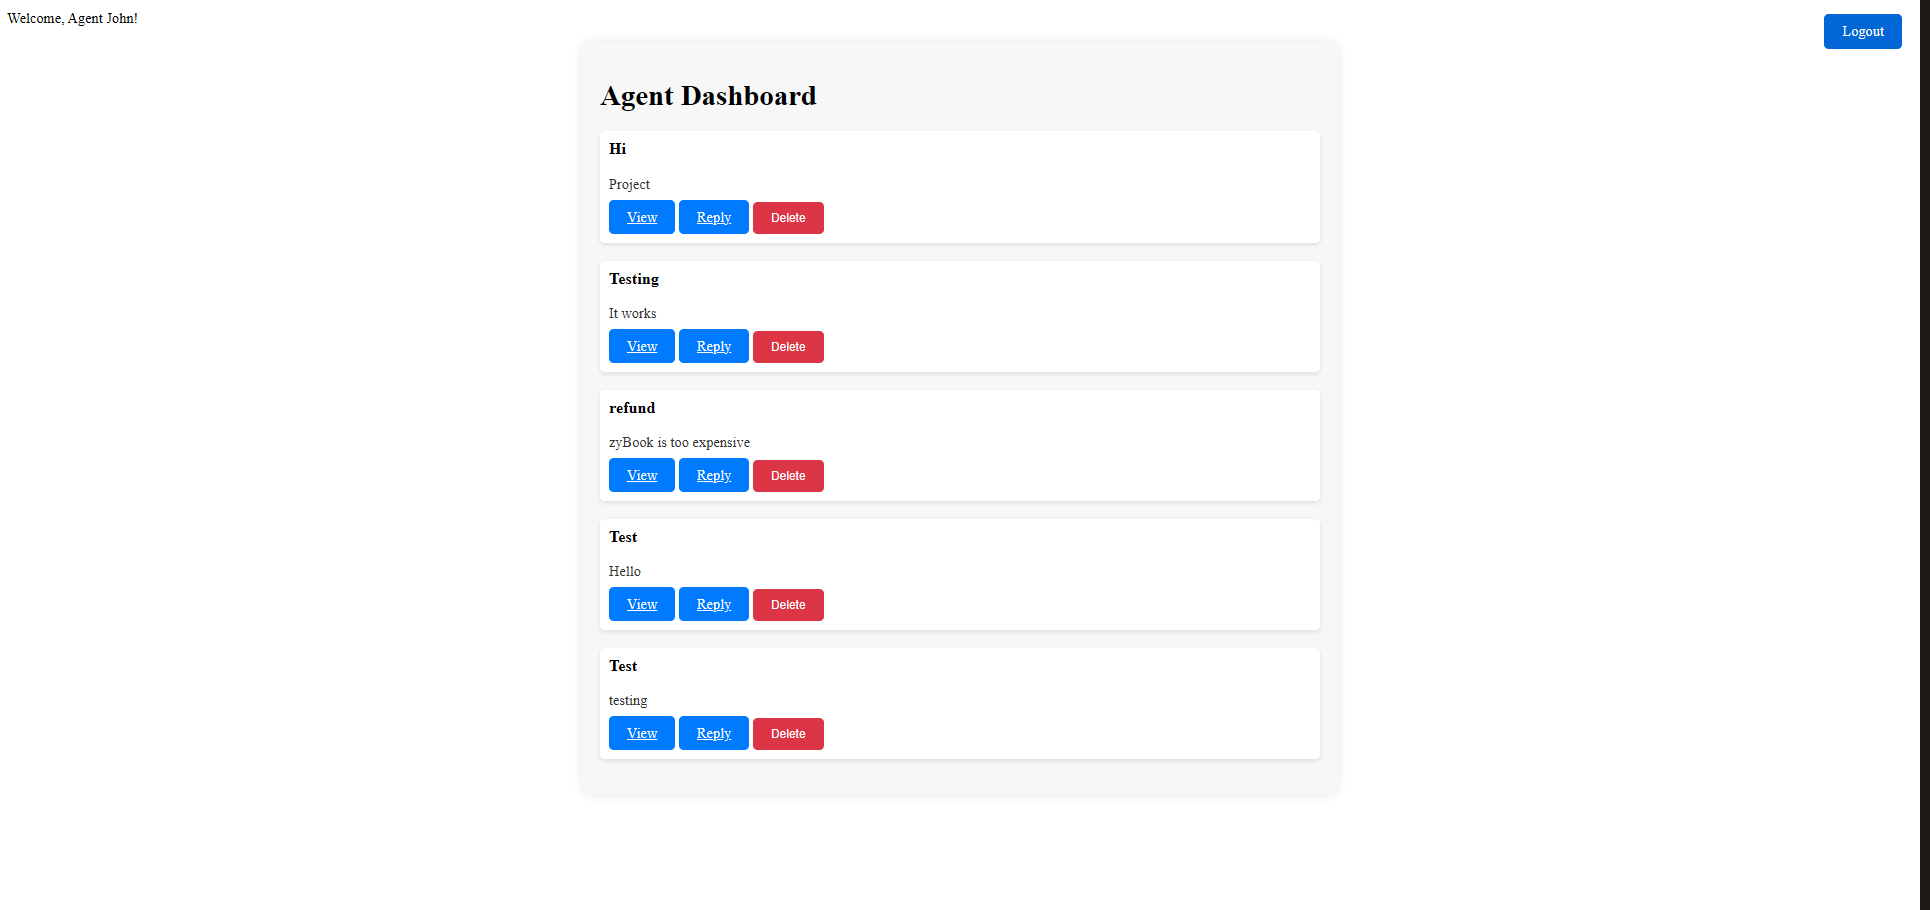 Welcome, Agent John!
Logout
Agent Dashboard
Hi
Project
View Reply Delete
Testing
It works
View Reply Delete
refund
zyBook is too expensive
View Reply Delete
Test
Hello
View Reply Delete
Test
testing
View Reply Delete